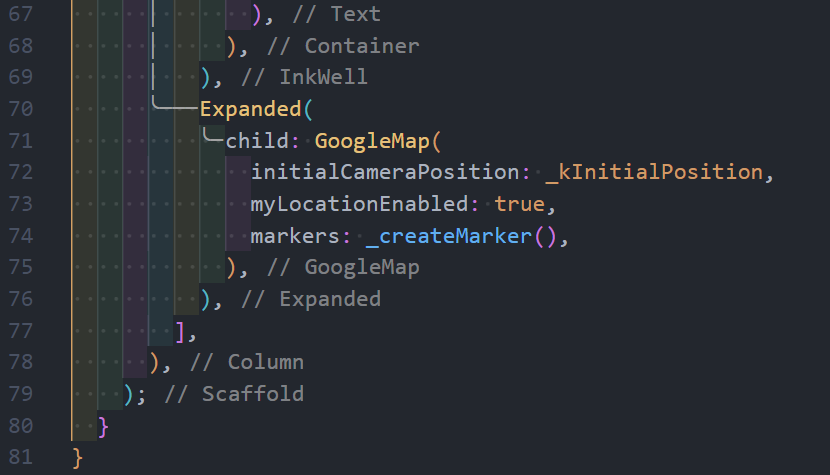 67 ), // Text
68 ), // Container
69 ), // InkWell
70 Expanded(
71 child: GoogleMap(
72 initialCameraPosition: _kInitialPosition,
73 myLocationEnabled: true,
74 markers: _createMarker(),
75 ), // GoogleMap
76 ), // Expanded
77 ],
78 ), // Column
79 ); // Scaffold
80 }
81 }